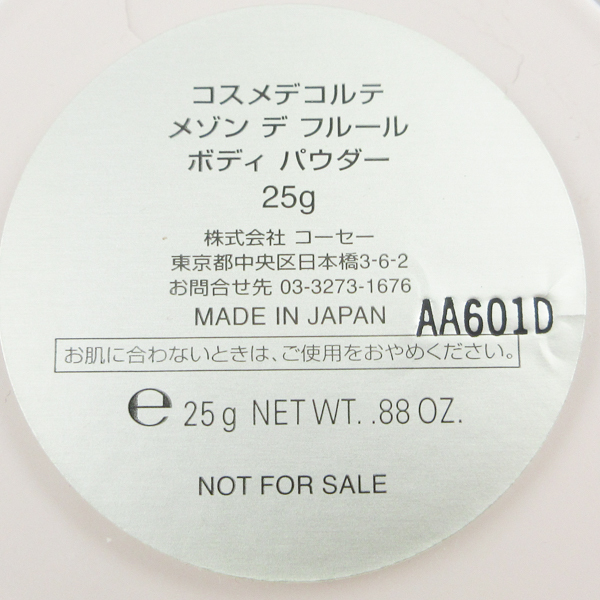 コスメデコルテ
メゾン デ フルール
ボディ パウダー
25g
株式会社 コーセー
東京都中央区日本橋3-6-2
お問合せ先 03-3273-1676
MADE IN JAPAN
AA601D
お肌に合わないときは、ご使用をおやめください。
℮ 25g NET WT. .88 OZ.
NOT FOR SALE